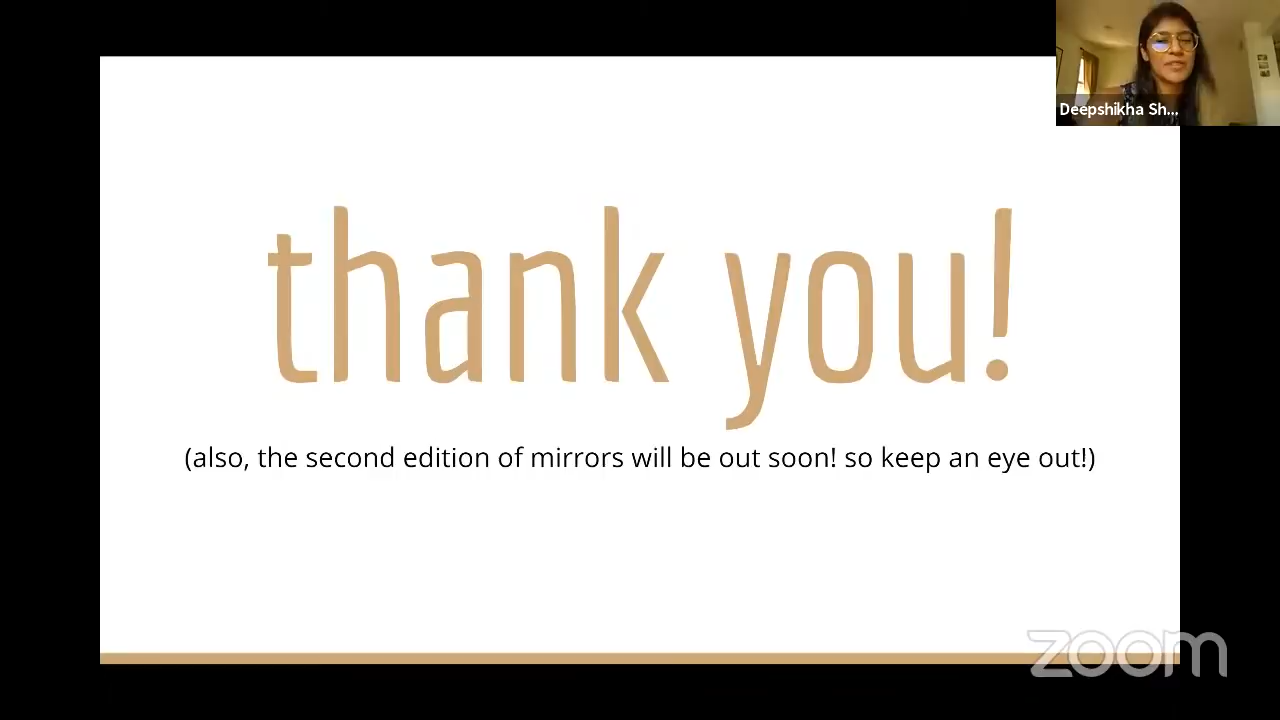 Deepshikha Sh...
thank you!
(also, the second edition of mirrors will be out soon! so keep an eye out!)
zoom